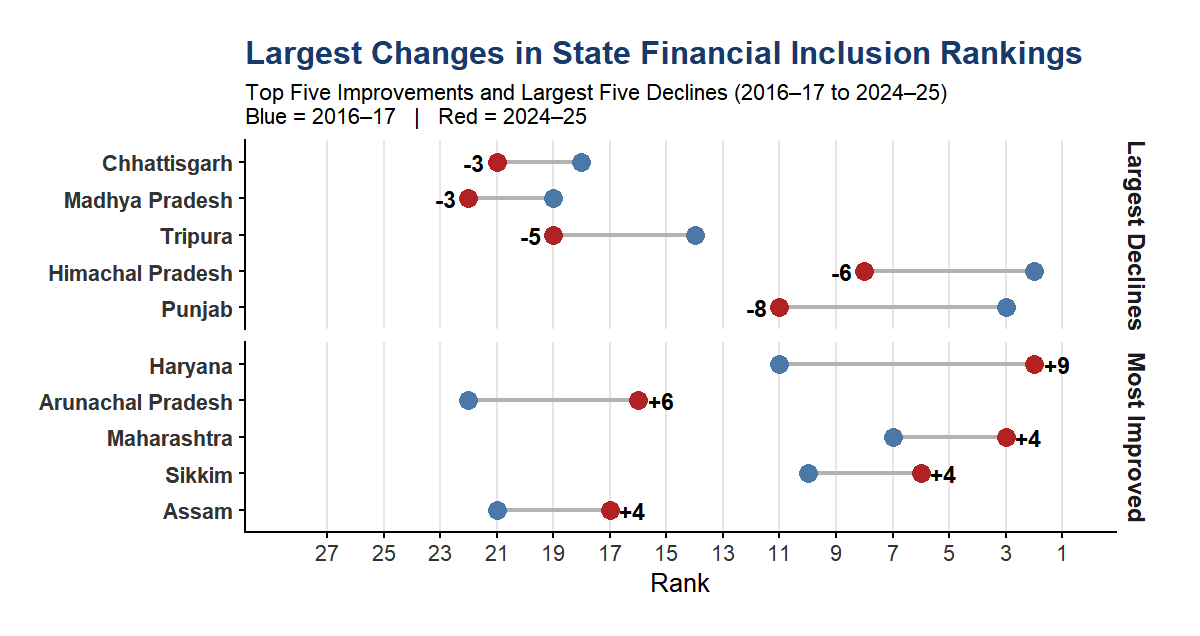 Largest Changes in State Financial Inclusion Rankings
Top Five Improvements and Largest Five Declines (2016–17 to 2024–25)
Blue = 2016–17 | Red = 2024–25
Chhattisgarh -3
Madhya Pradesh -3
Tripura -5
Himachal Pradesh -6
Punjab -8
Largest Declines
Haryana +9
Arunachal Pradesh +6
Maharashtra +4
Sikkim +4
Assam +4
Most Improved
27 25 23 21 19 17 15 13 11 9 7 5 3 1
Rank